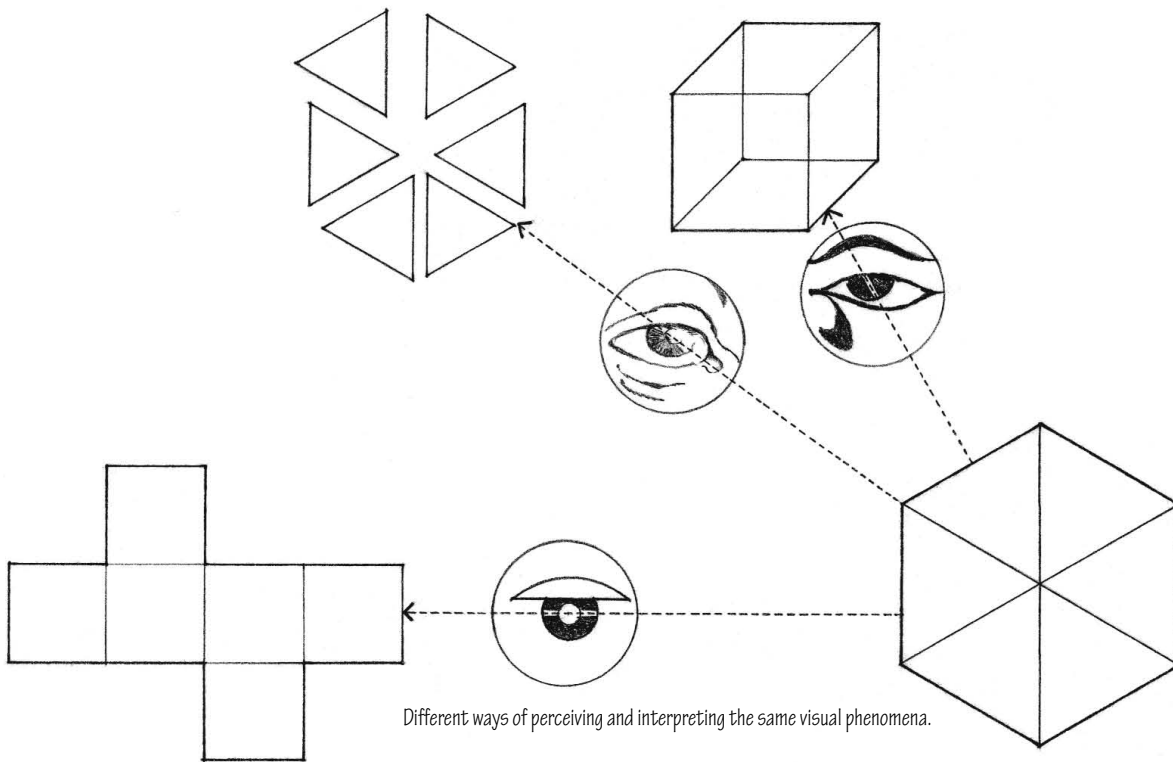 Different ways of perceiving and interpreting the same visual phenomena.